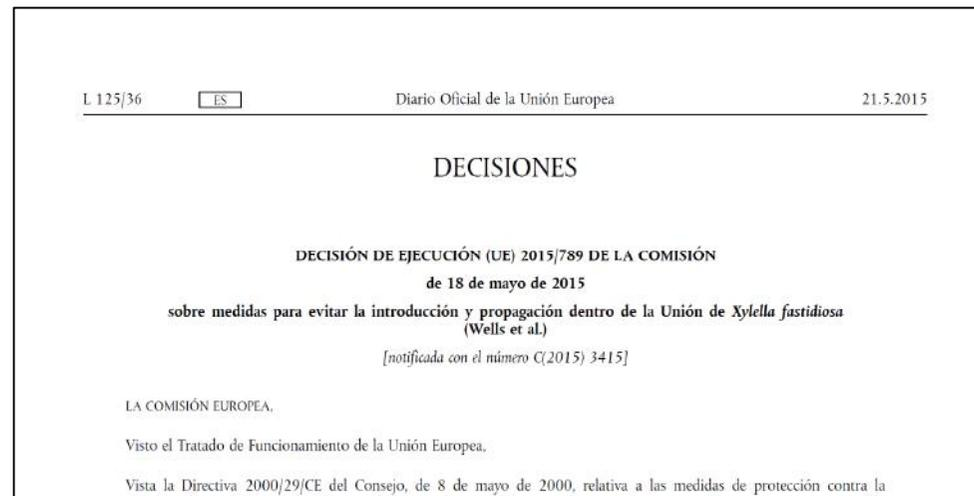 L 125/36 ES Diario Oficial de la Unión Europea 21.5.2015
DECISIONES
DECISIÓN DE EJECUCIÓN (UE) 2015/789 DE LA COMISIÓN
de 18 de mayo de 2015
sobre medidas para evitar la introducción y propagación dentro de la Unión de Xylella fastidiosa
(Wells et al.)
[notificada con el número C(2015) 3415]
LA COMISIÓN EUROPEA,
Visto el Tratado de Funcionamiento de la Unión Europea,
Vista la Directiva 2000/29/CE del Consejo, de 8 de mayo de 2000, relativa a las medidas de protección contra la